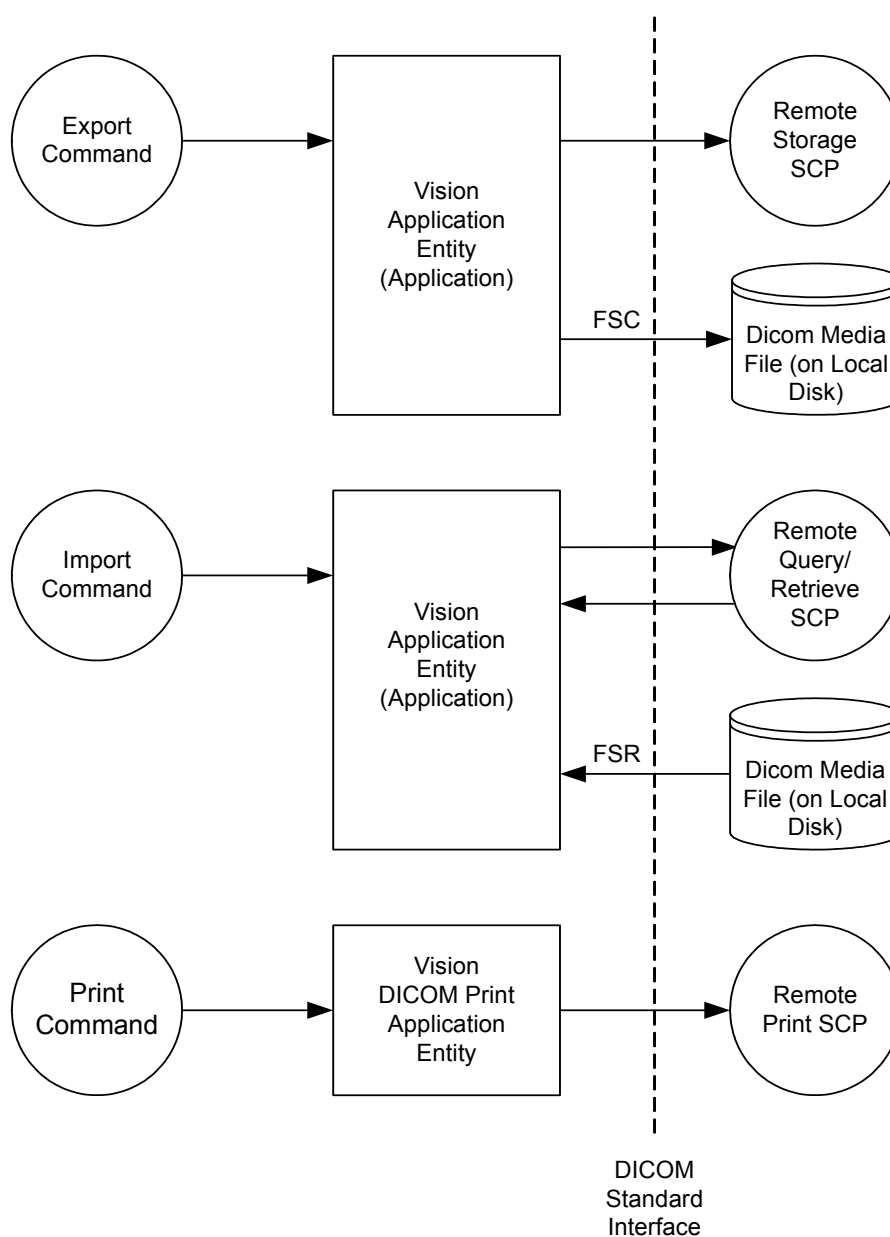 Export
Command
Vision
Application
Entity
(Application)
Remote
Storage
SCP
FSC
Dicom Media
File (on Local
Disk)
Import
Command
Vision
Application
Entity
(Application)
Remote
Query/
Retrieve
SCP
FSR
Dicom Media
File (on Local
Disk)
Print
Command
Vision
DICOM Print
Application
Entity
Remote
Print SCP
DICOM
Standard
Interface